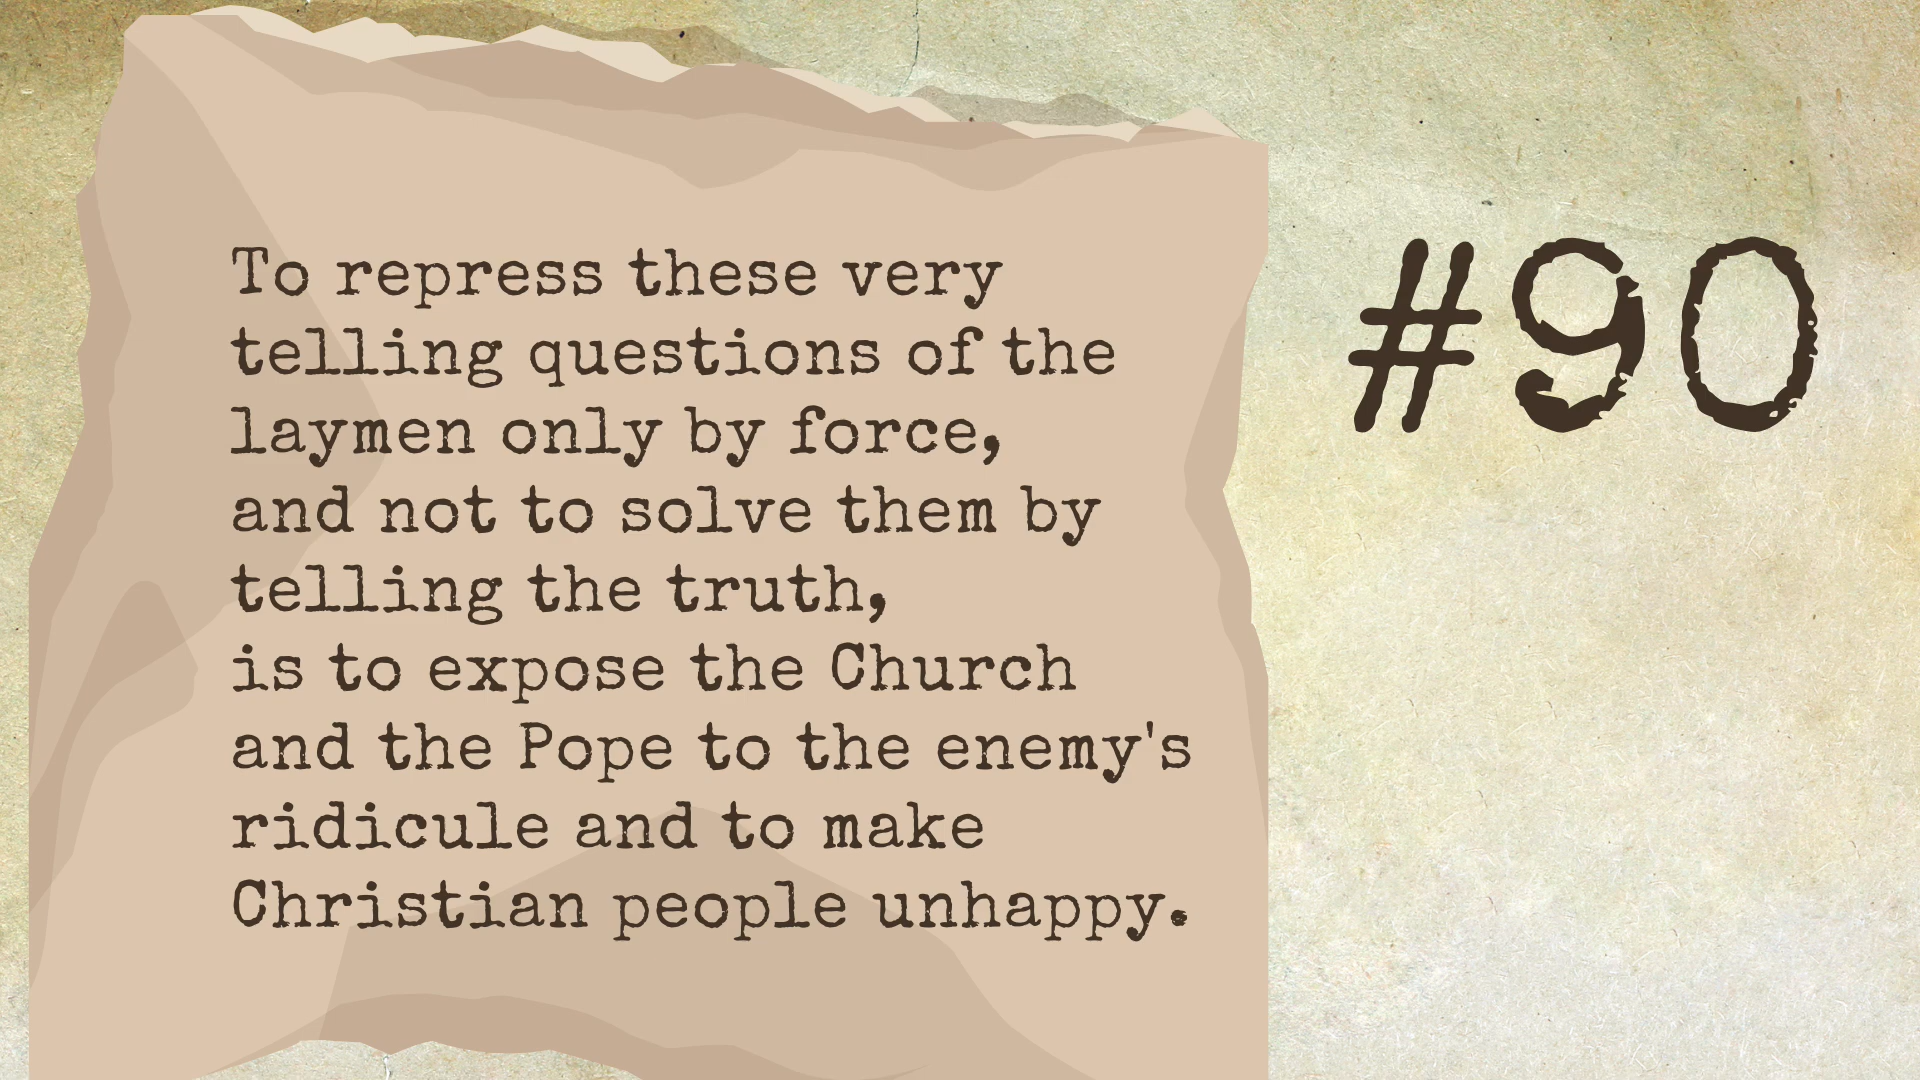 To repress these very
telling questions of the
laymen only by force,
and not to solve them by
telling the truth,
is to expose the Church
and the Pope to the enemy's
ridicule and to make
Christian people unhappy.
#90